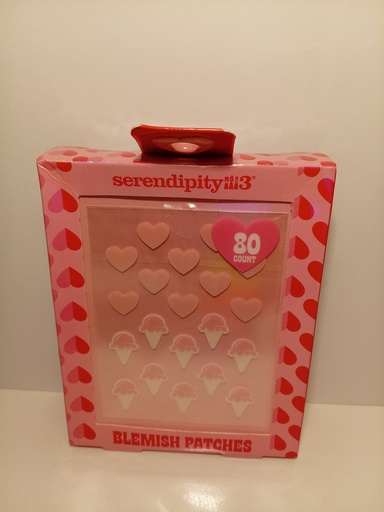 serendipity3®
80
COUNT
BLEMISH PATCHES